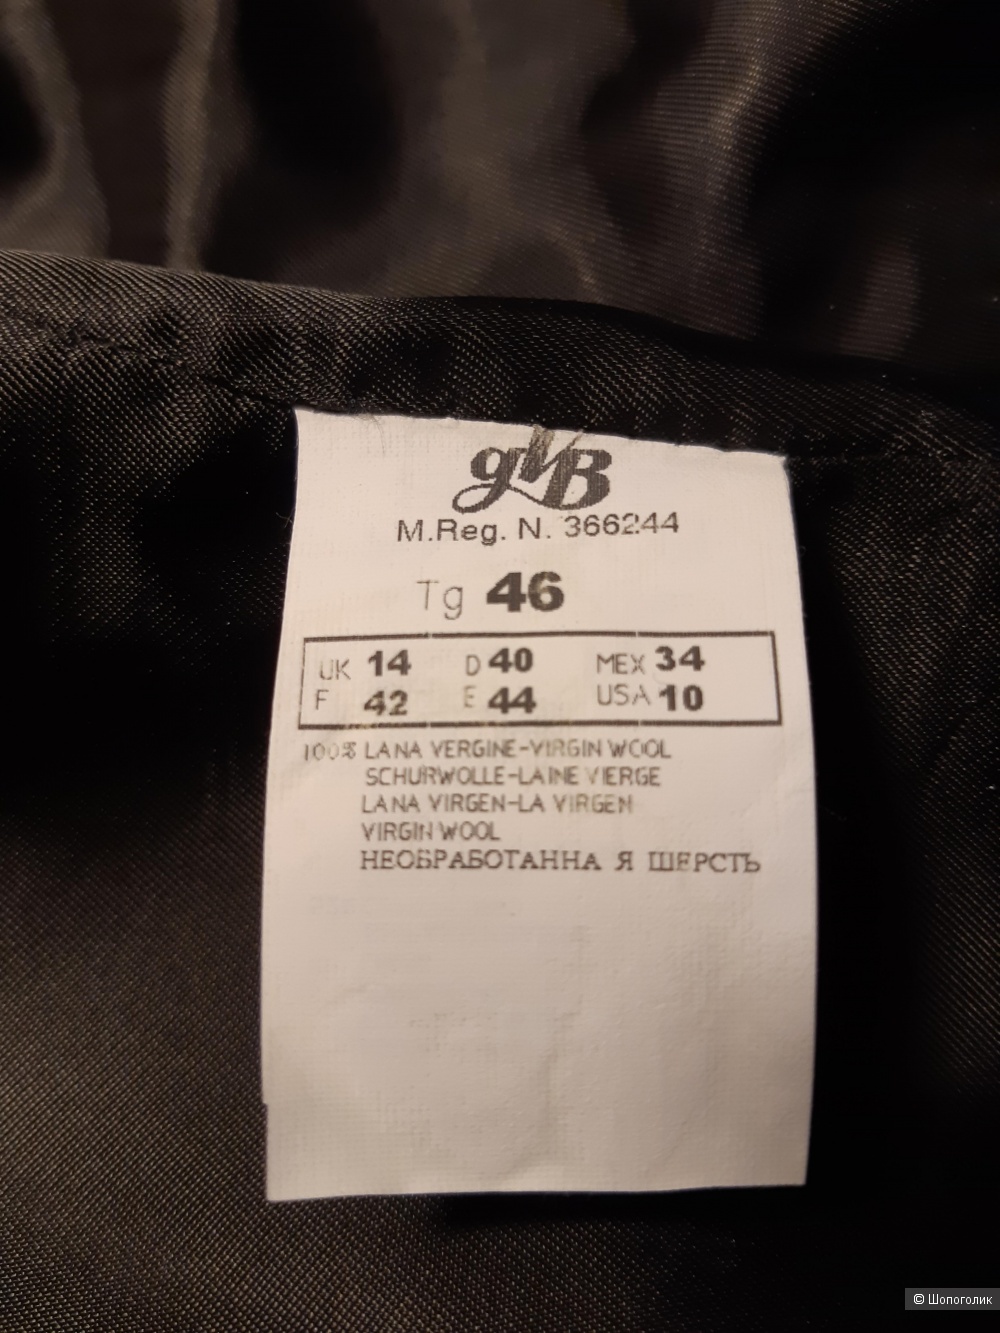 gVB
M.Reg. N. 366244
Tg 46
UK 14 D 40 MEX 34
F 42 E 44 USA 10
100% LANA VERGINE-VIRGIN WOOL
SCHURWOLLE-LAINE VIERGE
LANA VIRGEN-LA VIRGEN
VIRGIN WOOL
НЕОБРАБОТАННА Я ШЕРСТЬ
© Шопоголик